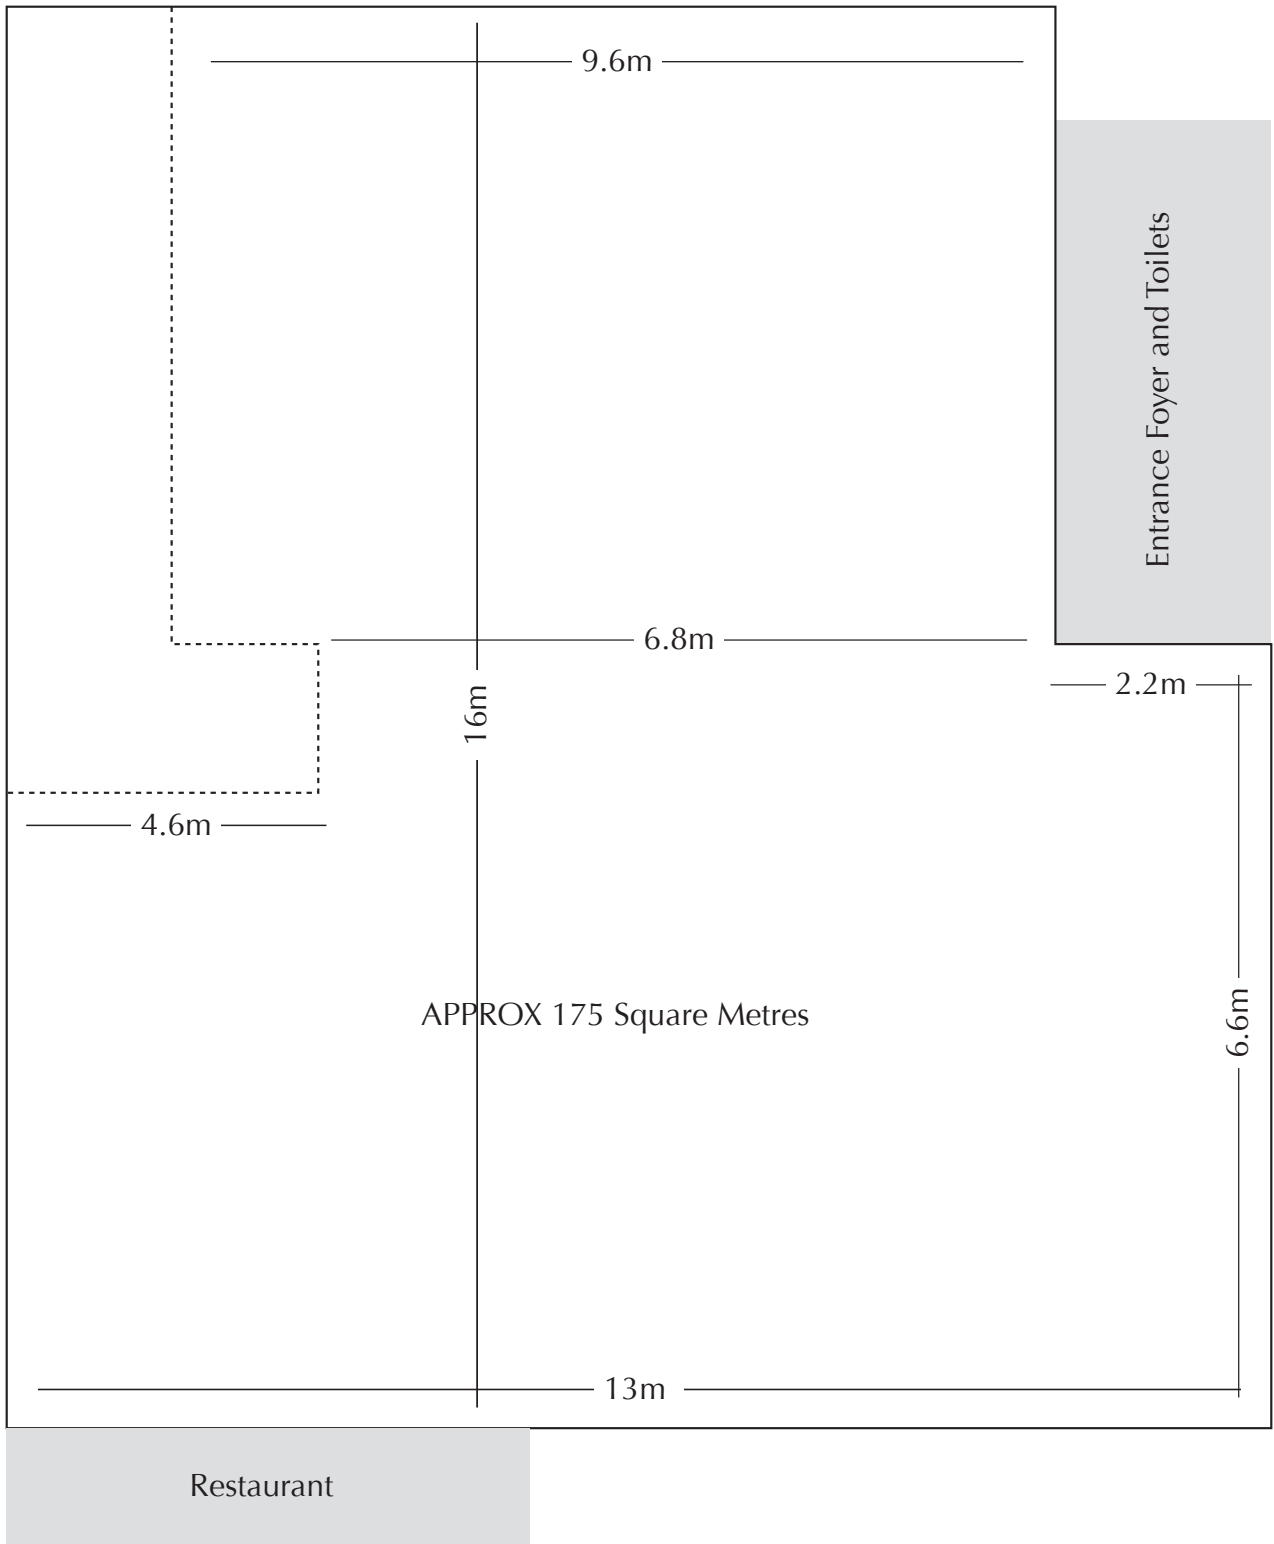 9.6m
Entrance Foyer and Toilets
6.8m
2.2m
16m
4.6m
APPROX 175 Square Metres
6.6m
13m
Restaurant